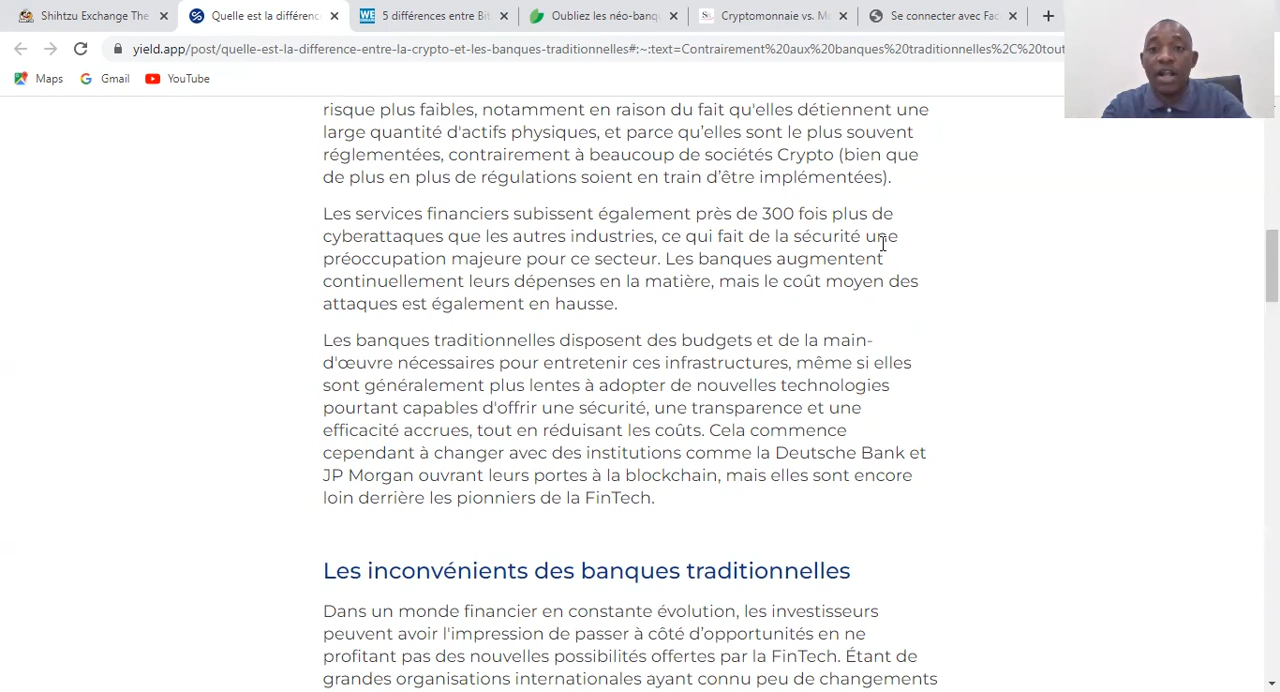 Shihtzu Exchange The
Quelle est la différenc
5 différences entre Bit
Oubliez les néo-banq
Cryptomonnaie vs. Mo
Se connecter avec Fac
yield.app/post/quelle-est-la-difference-entre-la-crypto-et-les-banques-traditionnelles#:~:text=Contrairement%20aux%20banques%20traditionnelles%2C%20tout
Maps
Gmail
YouTube
risque plus faibles, notamment en raison du fait qu'elles détiennent une
large quantité d'actifs physiques, et parce qu’elles sont le plus souvent
réglementées, contrairement à beaucoup de sociétés Crypto (bien que
de plus en plus de régulations soient en train d’être implémentées).
Les services financiers subissent également près de 300 fois plus de
cyberattaques que les autres industries, ce qui fait de la sécurité une
préoccupation majeure pour ce secteur. Les banques augmentent
continuellement leurs dépenses en la matière, mais le coût moyen des
attaques est également en hausse.
Les banques traditionnelles disposent des budgets et de la main-
d'œuvre nécessaires pour entretenir ces infrastructures, même si elles
sont généralement plus lentes à adopter de nouvelles technologies
pourtant capables d'offrir une sécurité, une transparence et une
efficacité accrues, tout en réduisant les coûts. Cela commence
cependant à changer avec des institutions comme la Deutsche Bank et
JP Morgan ouvrant leurs portes à la blockchain, mais elles sont encore
loin derrière les pionniers de la FinTech.
Les inconvénients des banques traditionnelles
Dans un monde financier en constante évolution, les investisseurs
peuvent avoir l'impression de passer à côté d’opportunités en ne
profitant pas des nouvelles possibilités offertes par la FinTech. Étant de
grandes organisations internationales ayant connu peu de changements